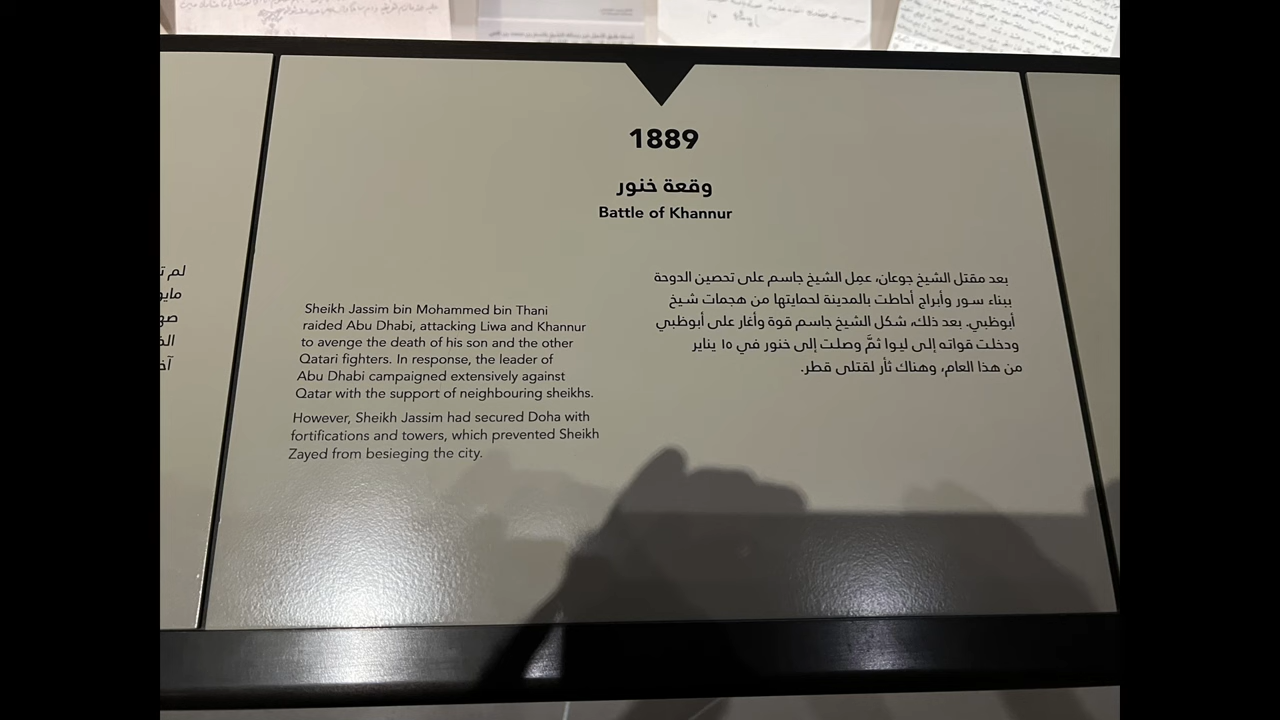 1889
وقعة خنور
Battle of Khannur
Sheikh Jassim bin Mohammed bin Thani
raided Abu Dhabi, attacking Liwa and Khannur
to avenge the death of his son and the other
Qatari fighters. In response, the leader of
Abu Dhabi campaigned extensively against
Qatar with the support of neighbouring sheikhs.
However, Sheikh Jassim had secured Doha with
fortifications and towers, which prevented Sheikh
Zayed from besieging the city.
بعد مقتل الشيخ جوعان، عمِل الشيخ جاسم على تحصين الدوحة
ببناء سور وأبراج أحاطت بالمدينة لحمايتها من هجمات شيخ
أبوظبي. بعد ذلك، شكل الشيخ جاسم قوة وأغار على أبوظبي
ودخلت قواته إلى ليوا ثمَّ وصلت إلى خنور في ١٥ يناير
من هذا العام، وهناك ثأر لقتلى قطر.
لم